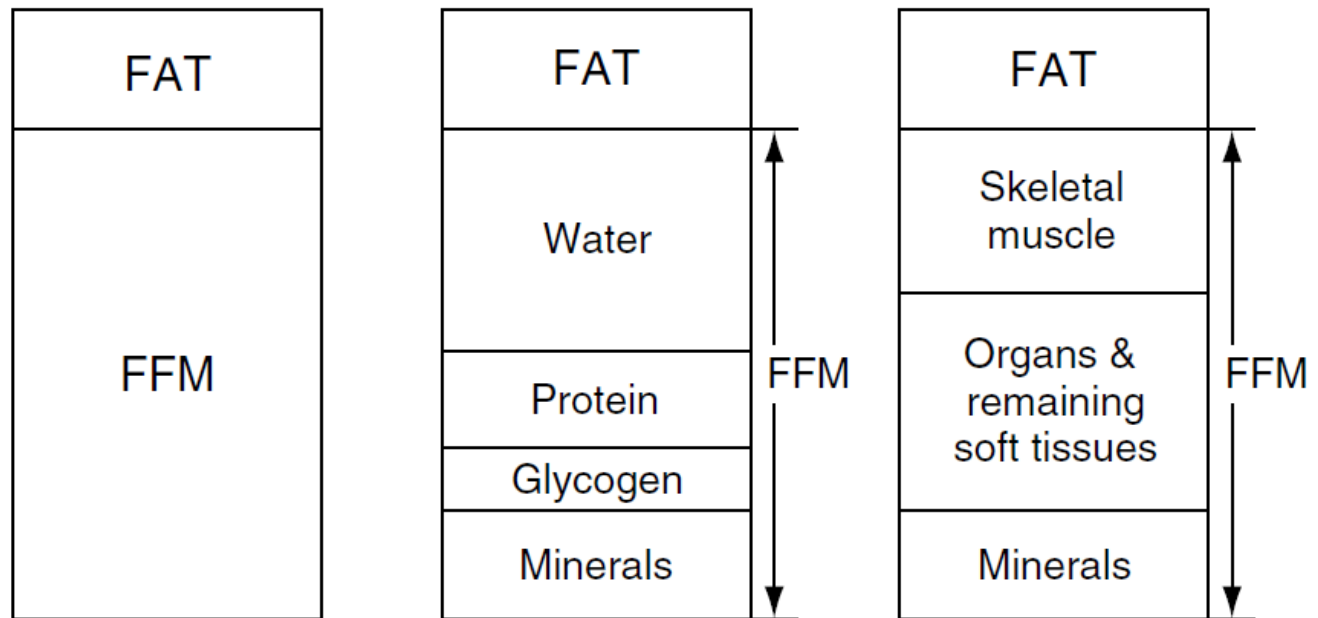 FAT
FFM
FAT
Water
Protein
Glycogen
Minerals
FFM
FAT
Skeletal
muscle
Organs &
remaining
soft tissues
Minerals
FFM